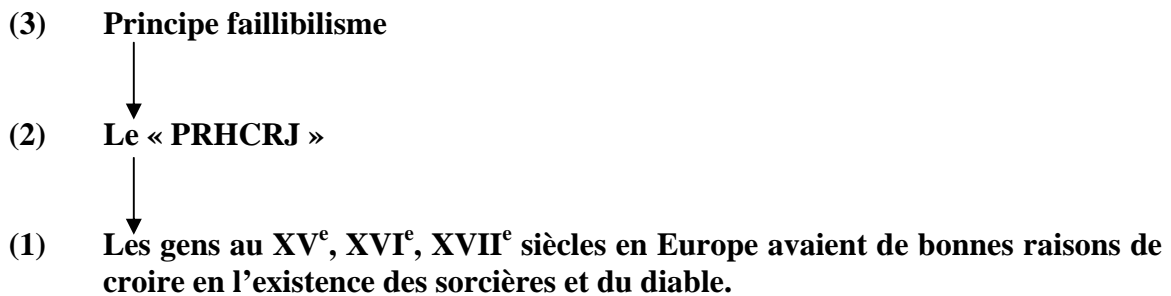 (3) Principe faillibilisme
(2) Le « PRHCRJ »
(1) Les gens au XVe, XVIe, XVIIe siècles en Europe avaient de bonnes raisons de
croire en l’existence des sorcières et du diable.